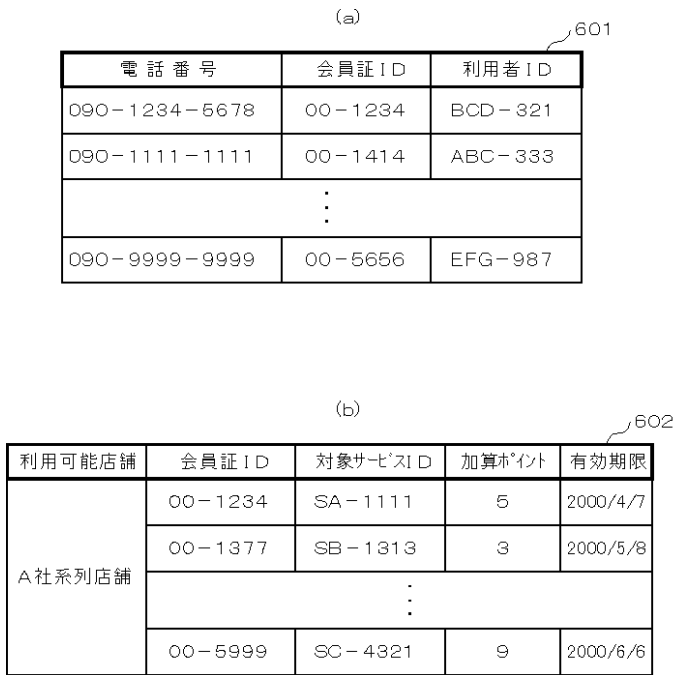 (a)
601
電話番号 会員証ID 利用者ID
090-1234-5678 00-1234 BCD-321
090-1111-1111 00-1414 ABC-333
⋮
090-9999-9999 00-5656 EFG-987
(b)
602
利用可能店舗 会員証ID 対象サービスID 加算ポイント 有効期限
00-1234 SA-1111 5 2000/4/7
00-1377 SB-1313 3 2000/5/8
A社系列店舗
⋮
00-5999 SC-4321 9 2000/6/6